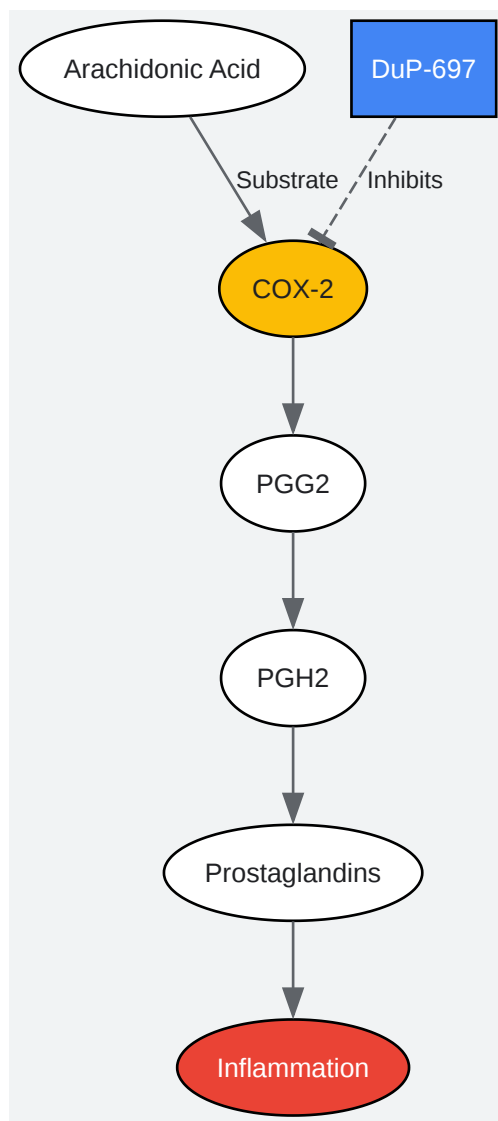 Arachidonic Acid
DuP-697
Substrate
Inhibits
COX-2
PGG2
PGH2
Prostaglandins
Inflammation